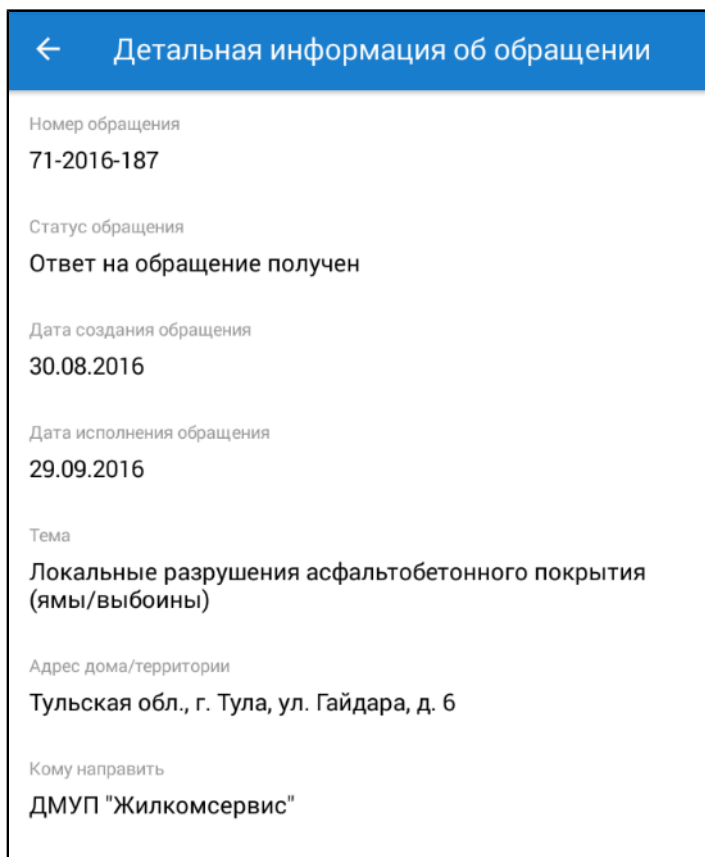 Детальная информация об обращении
Номер обращения
71-2016-187
Статус обращения
Ответ на обращение получен
Дата создания обращения
30.08.2016
Дата исполнения обращения
29.09.2016
Тема
Локальные разрушения асфальтобетонного покрытия
(ямы/выбоины)
Адрес дома/территории
Тульская обл., г. Тула, ул. Гайдара, д. 6
Кому направить
ДМУП "Жилкомсервис"